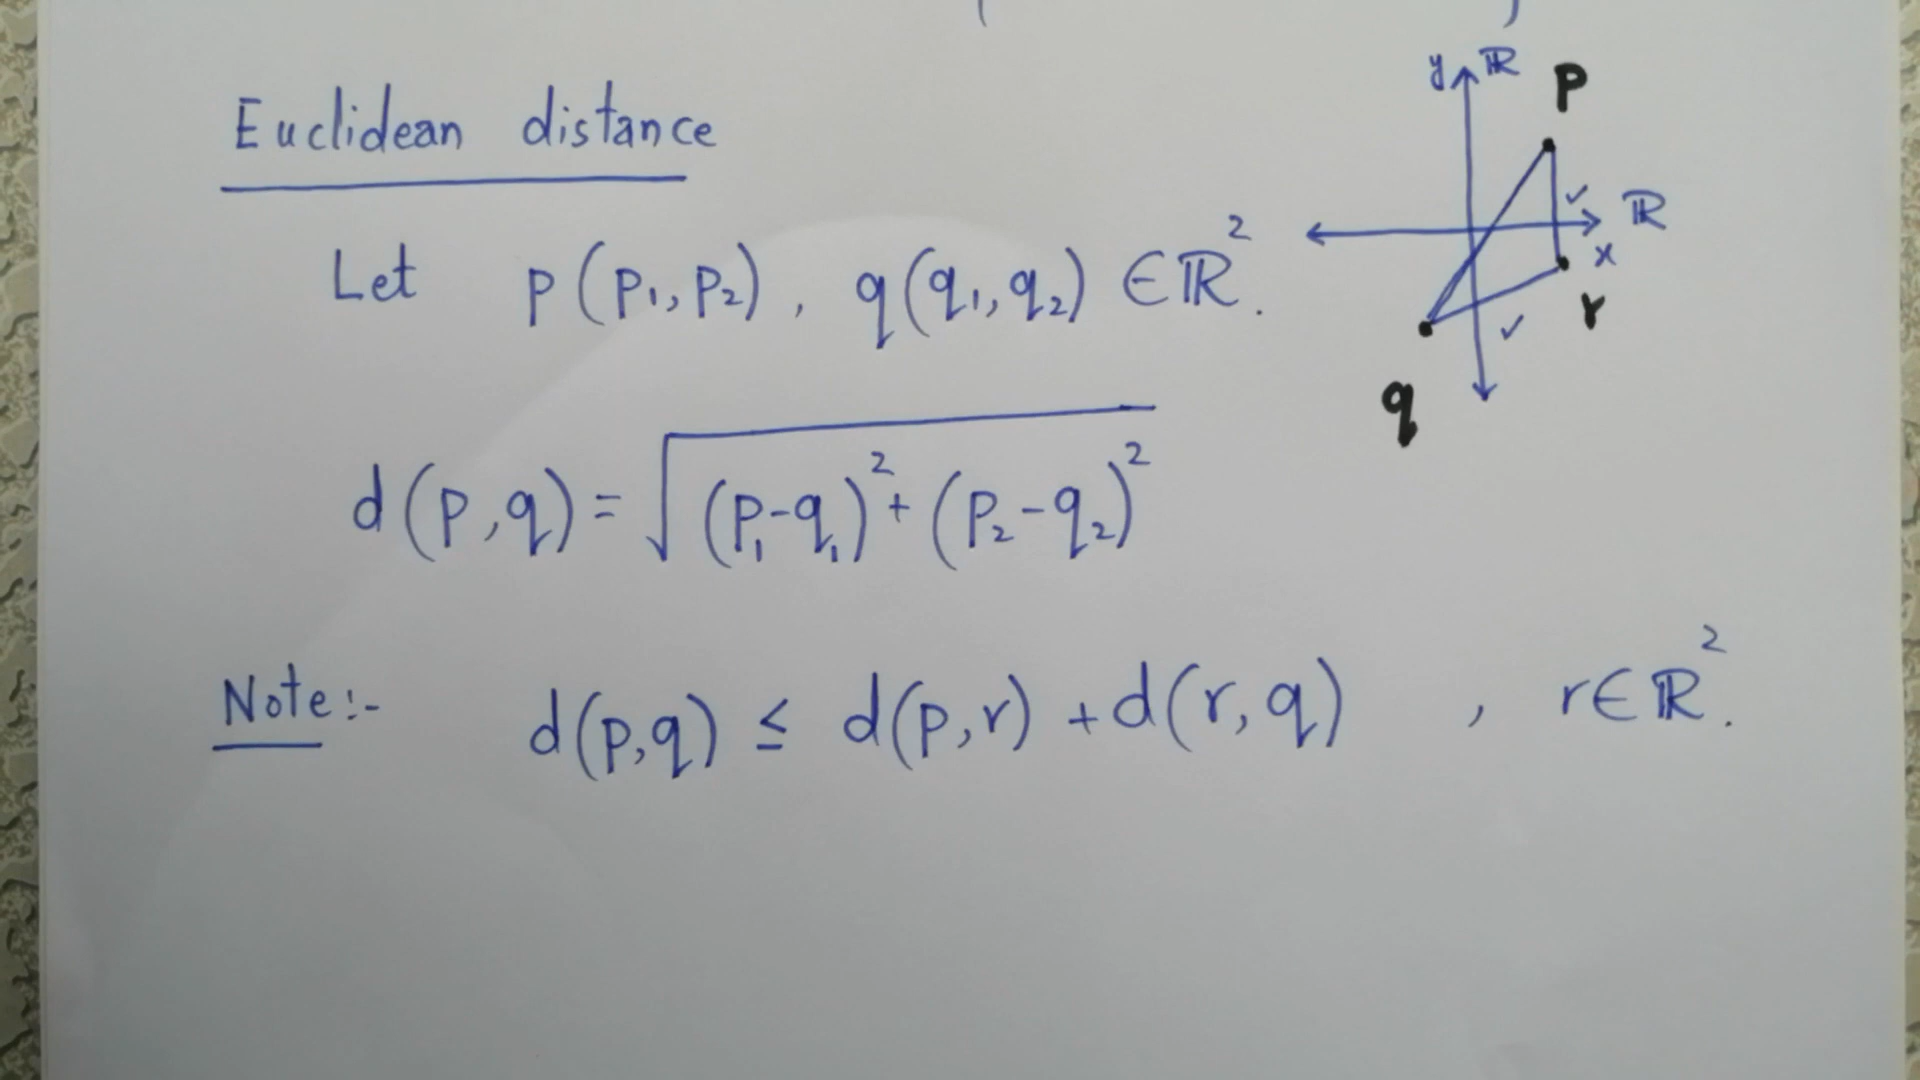 Euclidean distance
Let p(p₁, p₂), q(q₁, q₂) ∈ ℝ².
d(p,q) = √((p₁-q₁)² + (p₂-q₂)²)
Note:- d(p,q) ≤ d(p,r) + d(r,q) , r∈ℝ².
y ℝ
p
✓ ℝ
x
r
✓
q